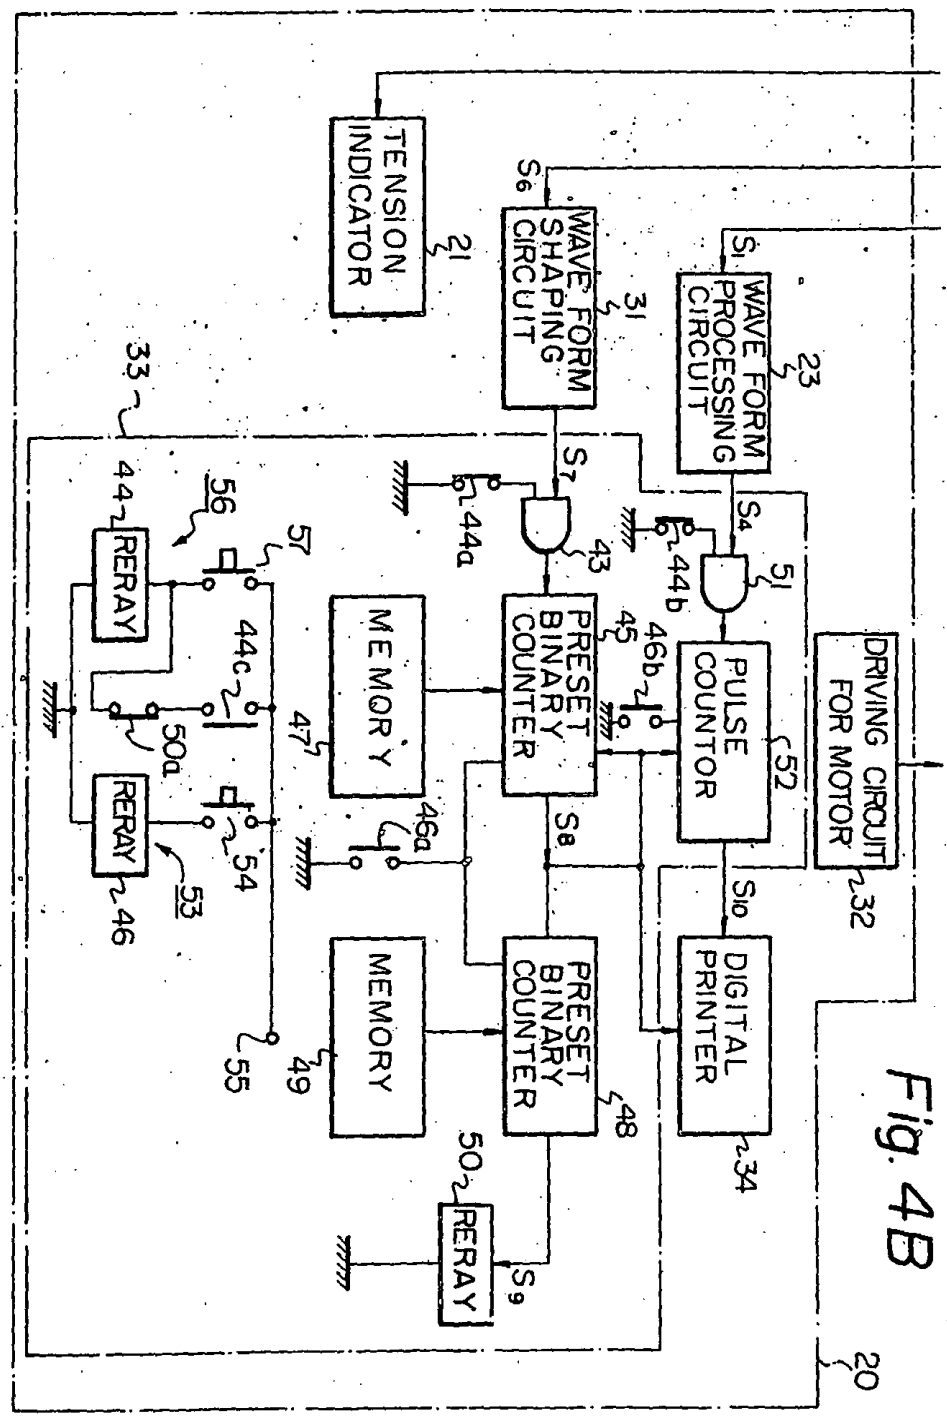 Fig. 4B
20
DRIVING CIRCUIT
FOR MOTOR
32
S1
WAVE FORM
PROCESSING
CIRCUIT
23
S4
51
44b
PULSE
COUNTOR
52
46b
S10
DIGITAL
PRINTER
34
S6
WAVE FORM
SHAPING
CIRCUIT
31
S7
43
44a
PRESET
BINARY
COUNTER
45
S8
PRESET
BINARY
COUNTER
48
S9
RERAY
50
TENSION
INDICATOR
21
MEMORY
47
46a
MEMORY
49
33
57
44c
54
55
56
50a
53
44
RERAY
RERAY
46